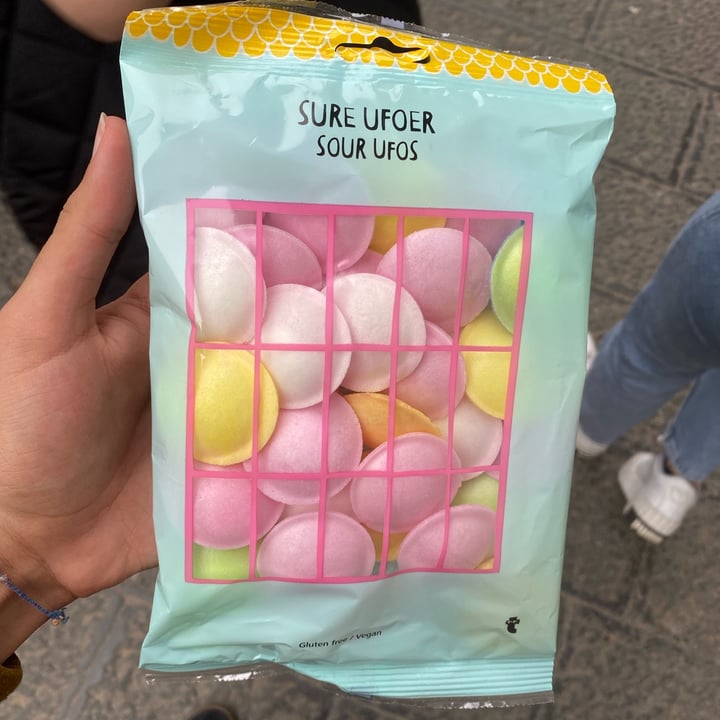 SURE UFOER
SOUR UFOS
Gluten free / Vegan